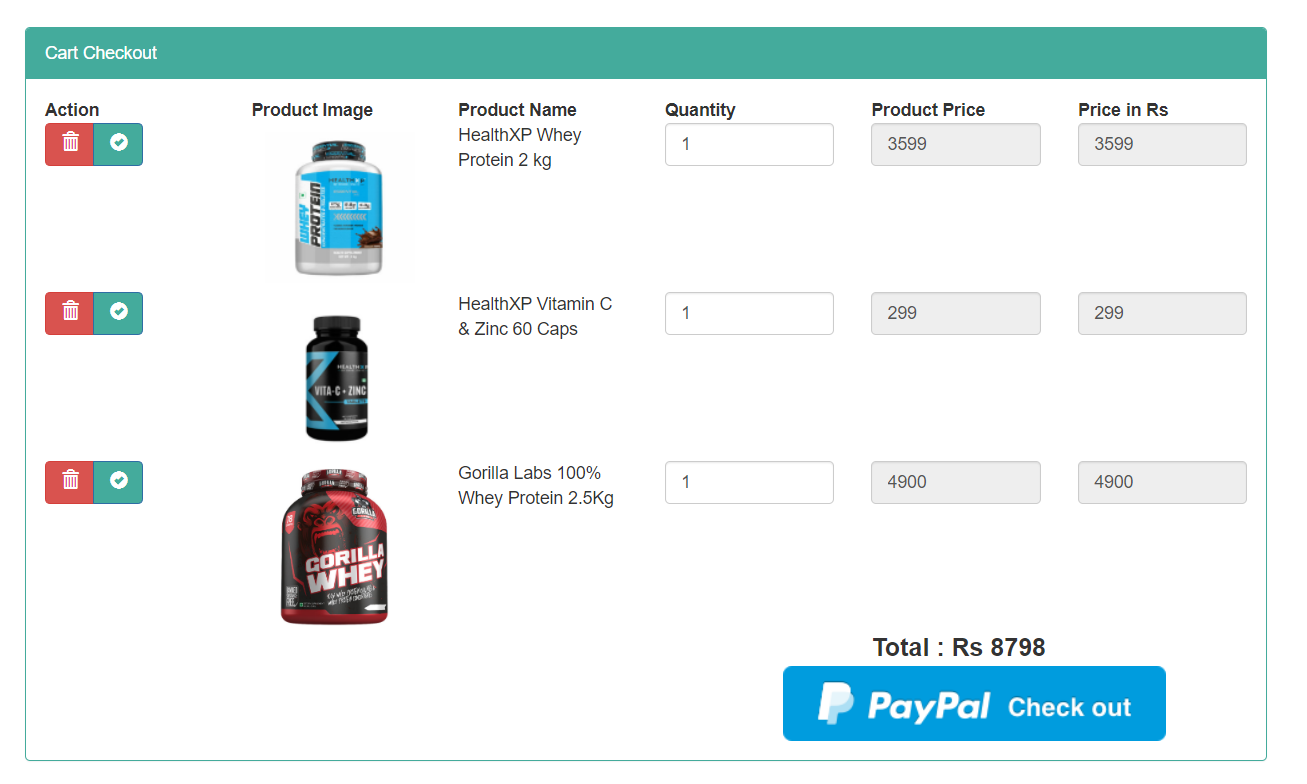 Cart Checkout
Action Product Image Product Name Quantity Product Price Price in Rs
HealthXP Whey
Protein 2 kg
1 3599 3599
WHEY
PROTEIN
HealthXP Vitamin C
& Zinc 60 Caps
1 299 299
HEALTH
VITA-C + ZINC
Gorilla Labs 100%
Whey Protein 2.5Kg
1 4900 4900
GORILLA
GORILLA
WHEY
Total : Rs 8798
PayPal Check out